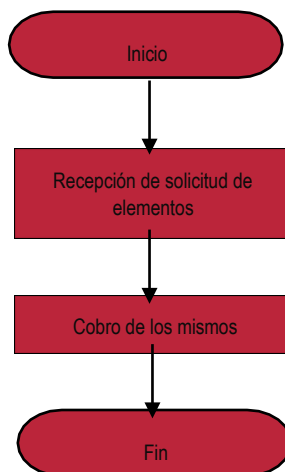 Inicio
Recepción de solicitud de
elementos
Cobro de los mismos
Fin